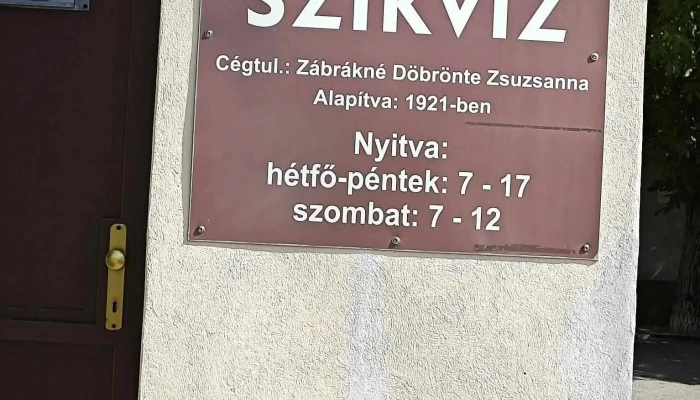 SZIKVÍZ
Cégtul.: Zábrákné Döbrönte Zsuzsanna
Alapítva: 1921-ben
Nyitva:
hétfő-péntek: 7 - 17
szombat: 7 - 12